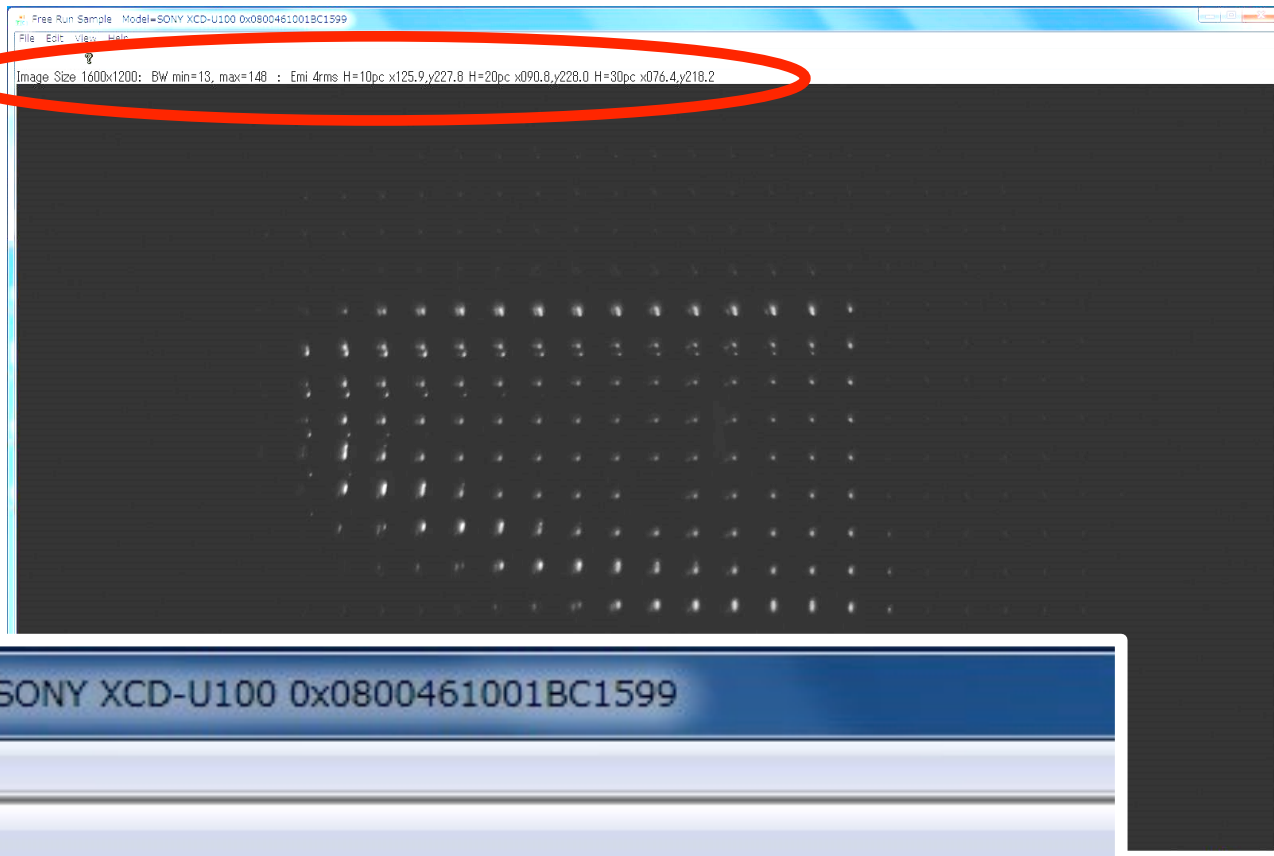 Free Run Sample Model=SONY XCD-U100 0x0800461001BC1599
File Edit View Help
Image Size 1600x1200: BW min=13, max=148 : Emi 4rms H=10pc x125.9,y227.8 H=20pc x090.8,y228.0 H=30pc x076.4,y218.2
SONY XCD-U100 0x0800461001BC1599